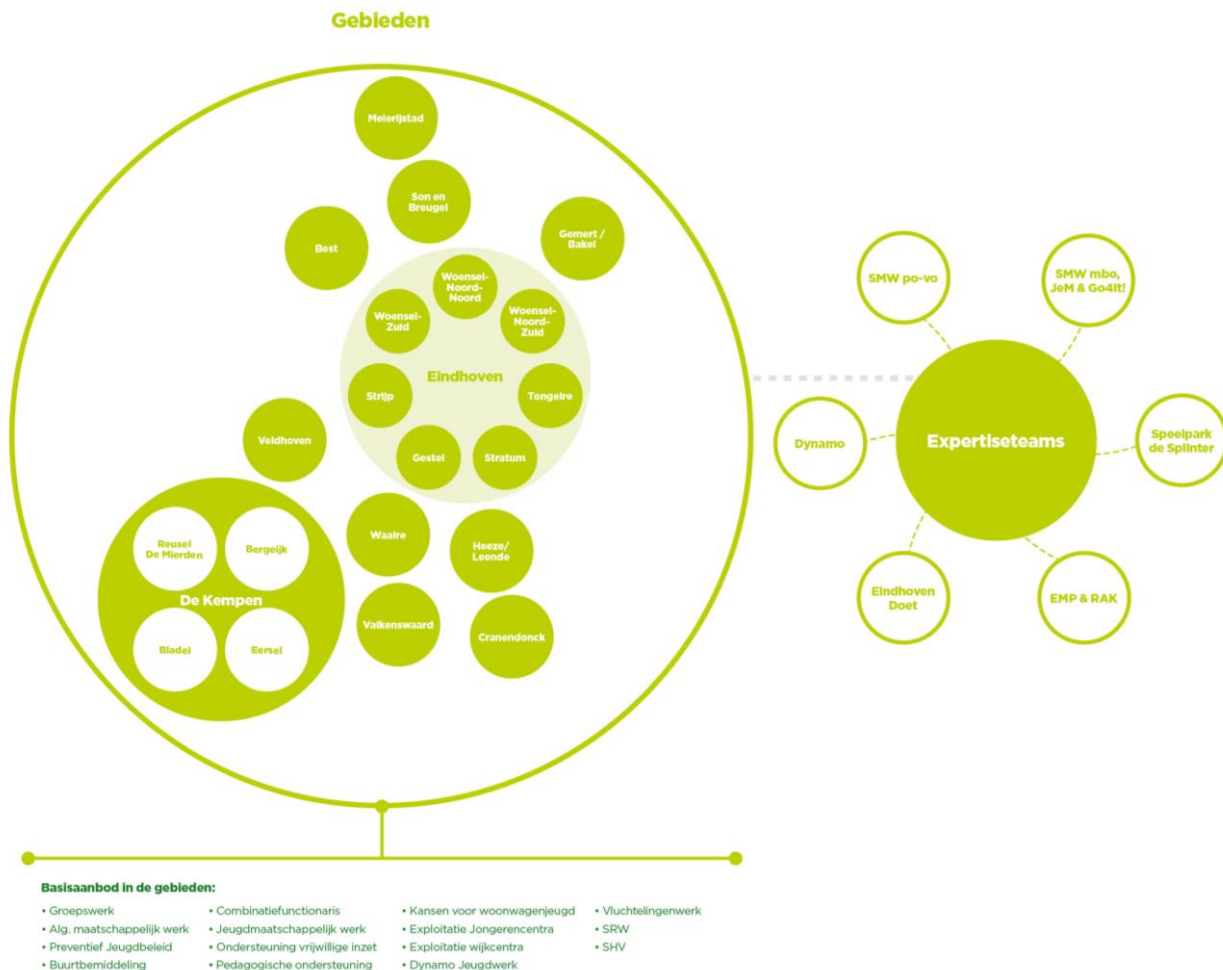 Gebieden
Meierijstad
Son en
Breugel
Best
Gemert /
Bakel
Woensel-
Noord-
Noord
Woensel-
Zuid
Woensel-
Noord-
Zuid
Eindhoven
Strijp
Tongelre
Gestel
Stratum
Veldhoven
Waalre
Heeze/
Leende
Reusel
De Mierden
Bergeijk
De Kempen
Bladel
Eersel
Valkenswaard
Cranendonck
SMW po-vo
SMW mbo,
JeM & Go4It!
Dynamo
Expertiseteams
Speelpark
de Splinter
Eindhoven
Doet
EMP & RAK
Basisaanbod in de gebieden:
• Groepswerk
• Alg. maatschappelijk werk
• Preventief Jeugdbeleid
• Buurtbemiddeling
• Combinatiefunctionaris
• Jeugdmaatschappelijk werk
• Ondersteuning vrijwillige inzet
• Pedagogische ondersteuning
• Kansen voor woonwagenjeugd
• Exploitatie Jongerencentra
• Exploitatie wijkcentra
• Dynamo Jeugdwerk
• Vluchtelingenwerk
• SRW
• SHV